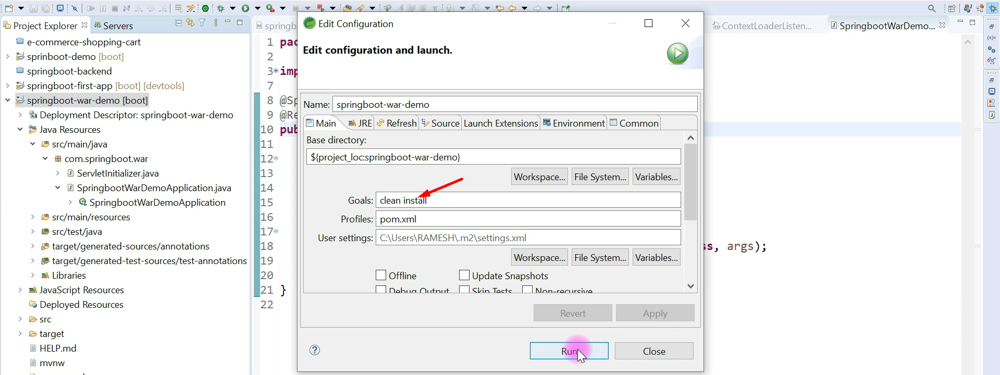 Project Explorer
Servers
e-commerce-shopping-cart
sprinboot-demo [boot]
springboot-backend
springboot-first-app [boot] [devtools]
springboot-war-demo [boot]
Deployment Descriptor: springboot-war-demo
Java Resources
src/main/java
com.springboot.war
ServletInitializer.java
SpringbootWarDemoApplication.java
SpringbootWarDemoApplication
src/main/resources
src/test/java
target/generated-sources/annotations
target/generated-test-sources/test-annotations
Libraries
JavaScript Resources
Deployed Resources
src
target
HELP.md
mvnw
springb
ContextLoaderListen...
SpringbootWarDemo...
1 pac
2
3 imp
7
8 @Sp
9 @Re
10 pub
11
12
13
14
15
16
17
18 ss, args);
19
20
21 }
22
Edit Configuration
Edit configuration and launch.
Name: springboot-war-demo
Main JRE Refresh Source Launch Extensions Environment Common
Base directory:
${project_loc:springboot-war-demo}
Workspace... File System... Variables...
Goals: clean install
Profiles: pom.xml
User settings: C:\Users\RAMESH\.m2\settings.xml
Workspace... File System... Variables...
Offline Update Snapshots
Debug Output Skip Tests Non-recursive
Revert Apply
Run Close